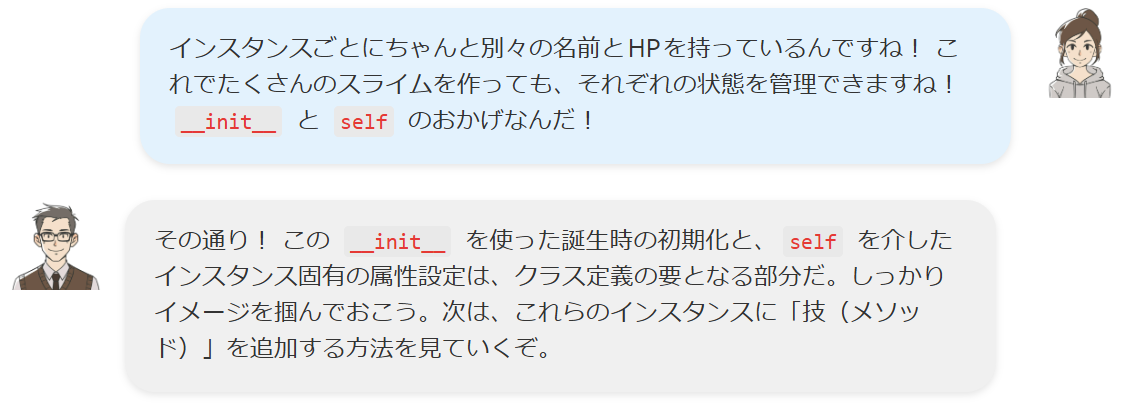 インスタンスごとにちゃんと別々の名前とHPを持っているんですね！ こ
れでたくさんのスライムを作っても、それぞれの状態を管理できますね！
__init__ と self のおかげなんだ！
その通り！ この __init__ を使った誕生時の初期化と、 self を介した
インスタンス固有の属性設定は、クラス定義の要となる部分だ。しっかり
イメージを掴んでおこう。次は、これらのインスタンスに「技（メソッ
ド）」を追加する方法を見ていくぞ。